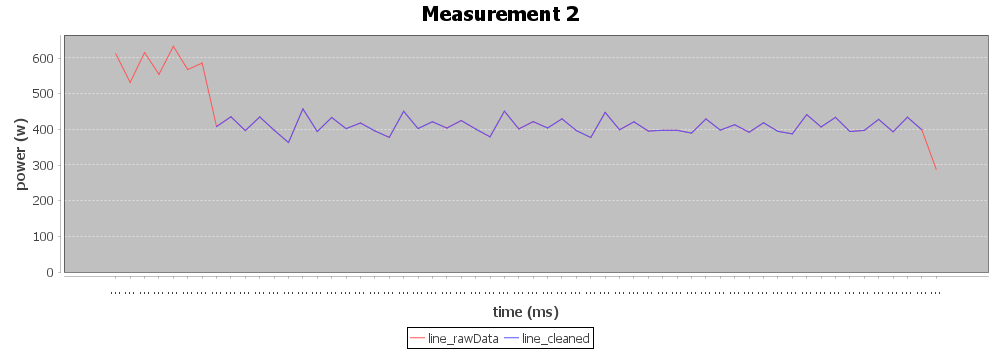 Measurement 2
power (w)
600
500
400
300
200
100
0
... ... ... ... ... ... ... ... ... ... ... ... ... ... ... ... ... ... ... ... ... ... ... ... ... ... ... ... ... ... ... ... ... ... ... ... ... ... ... ... ... ... ... ... ... ... ... ... ... ... ... ... ... ... ... ... ... ...
time (ms)
line_rawData line_cleaned